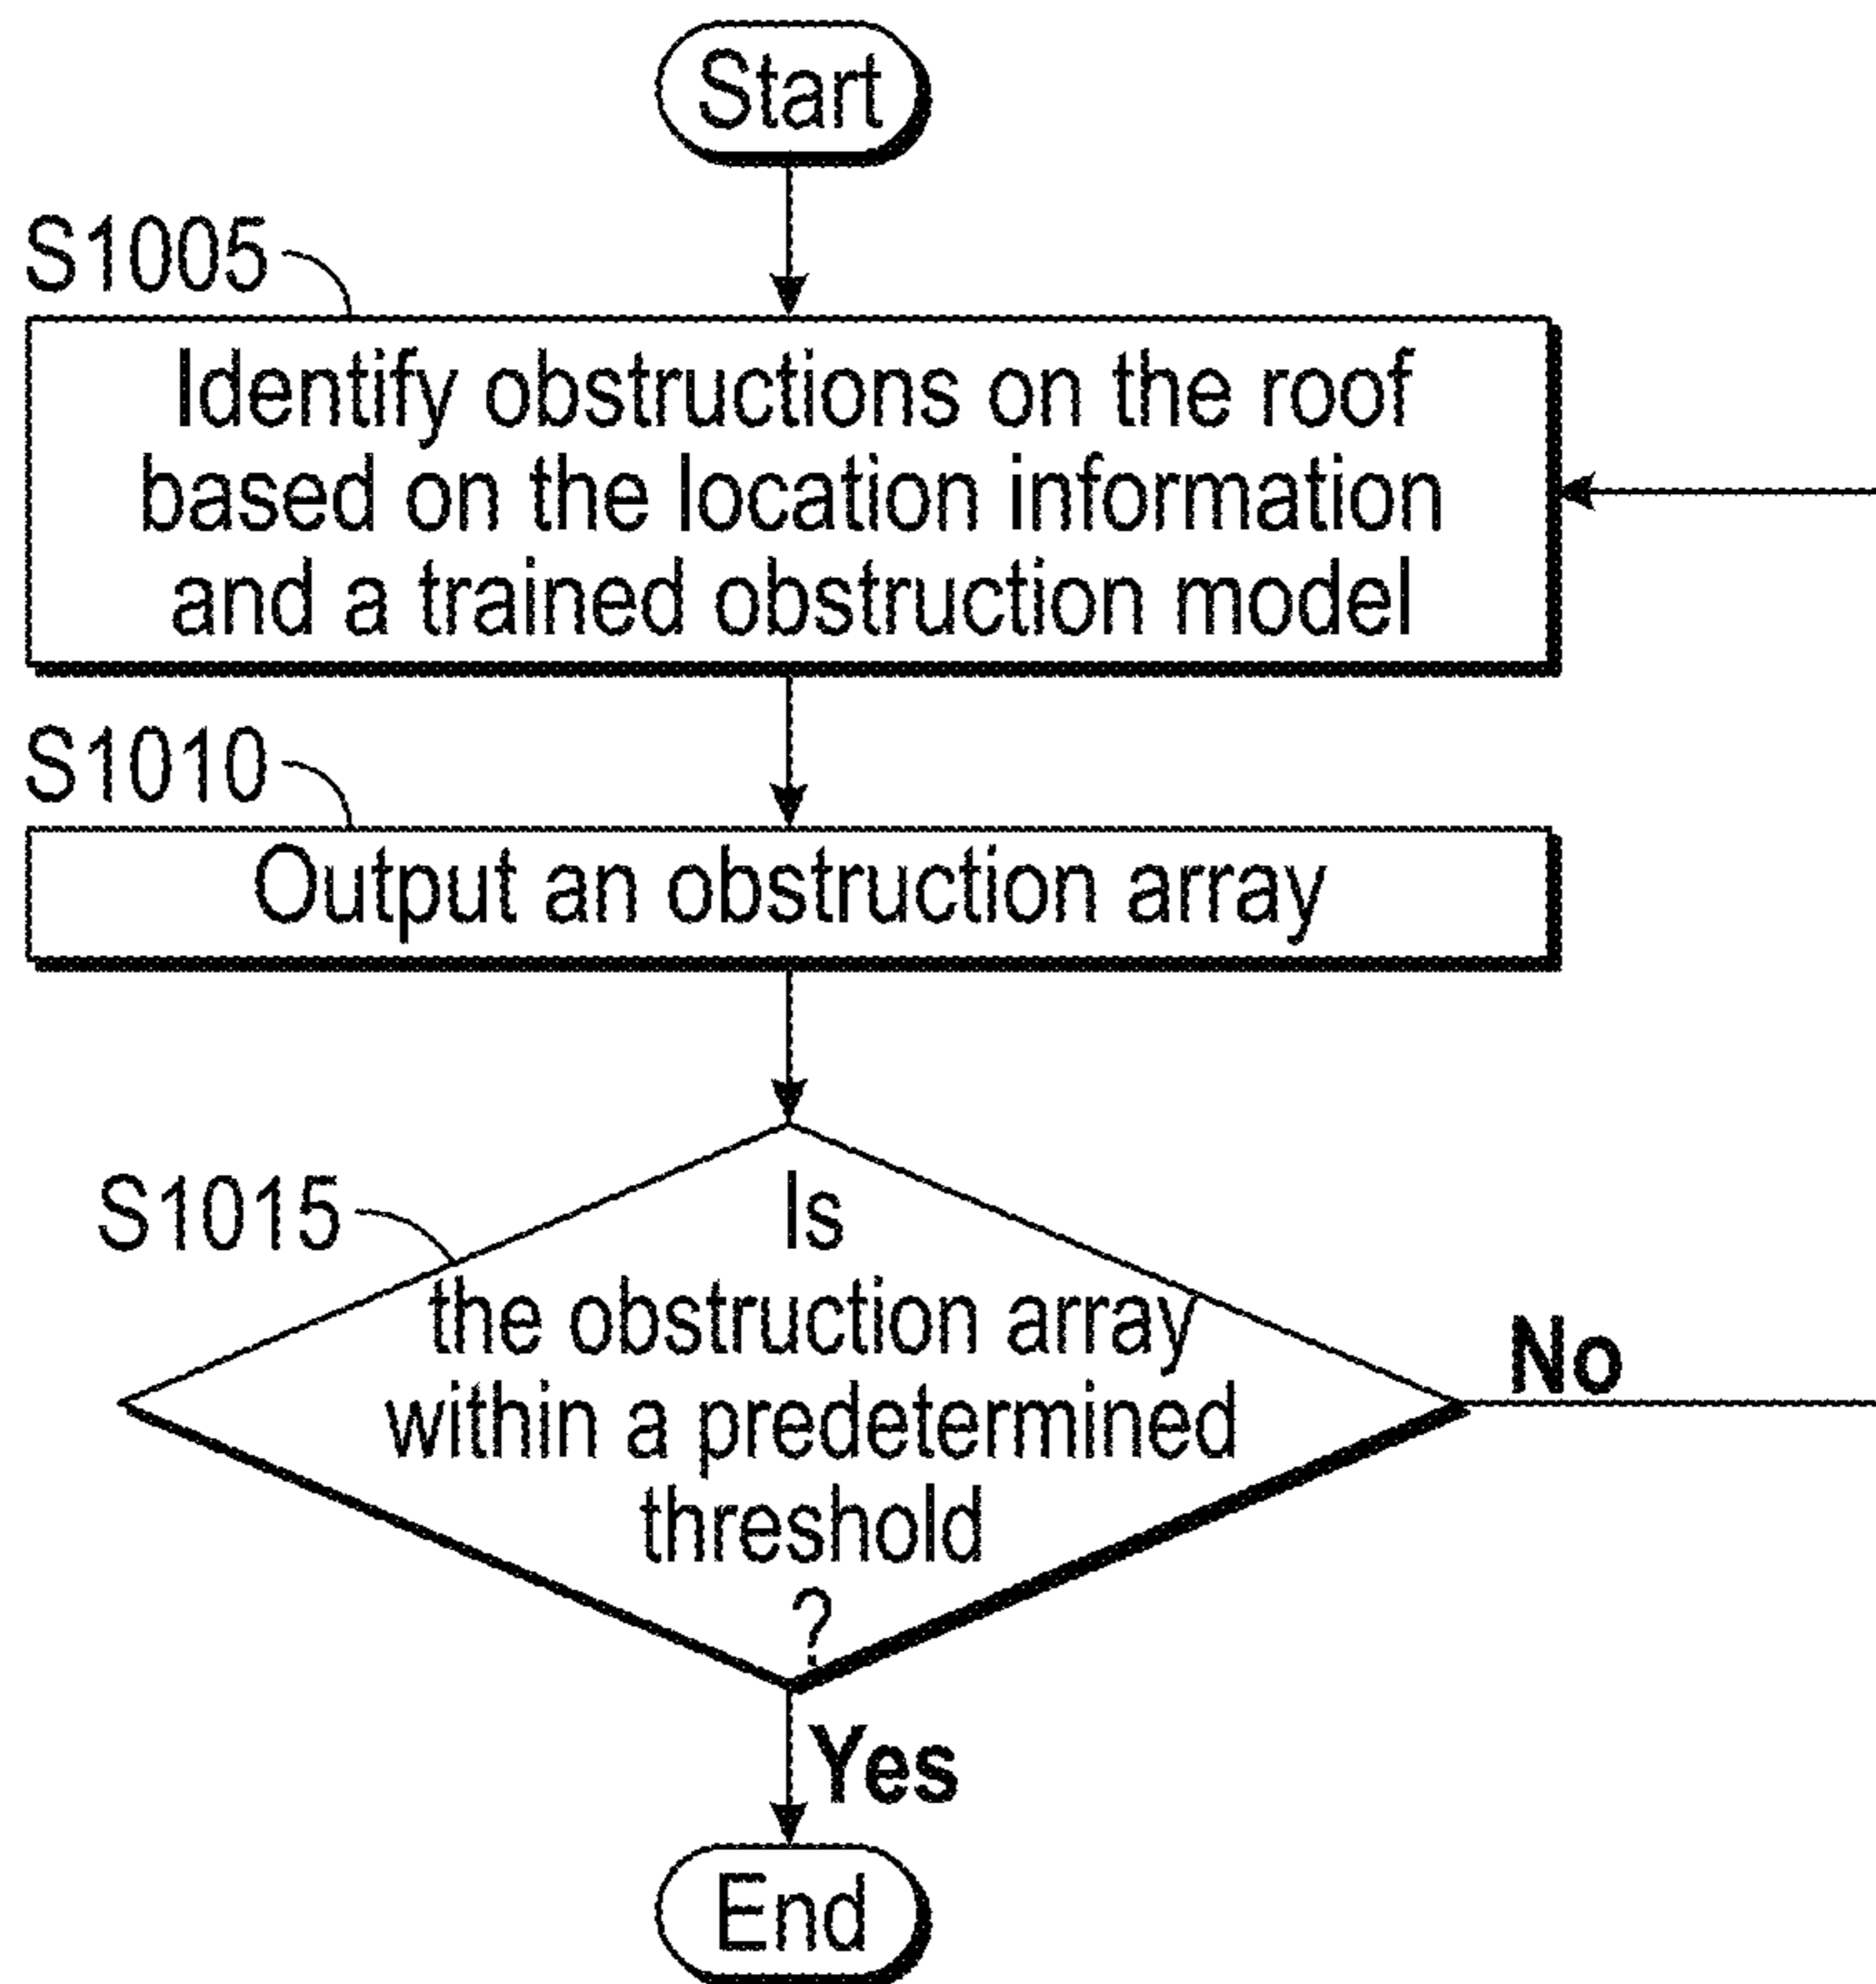 Start
S1005
Identify obstructions on the roof
based on the location information
and a trained obstruction model
S1010
Output an obstruction array
S1015
Is
the obstruction array
within a predetermined
threshold
?
No
Yes
End